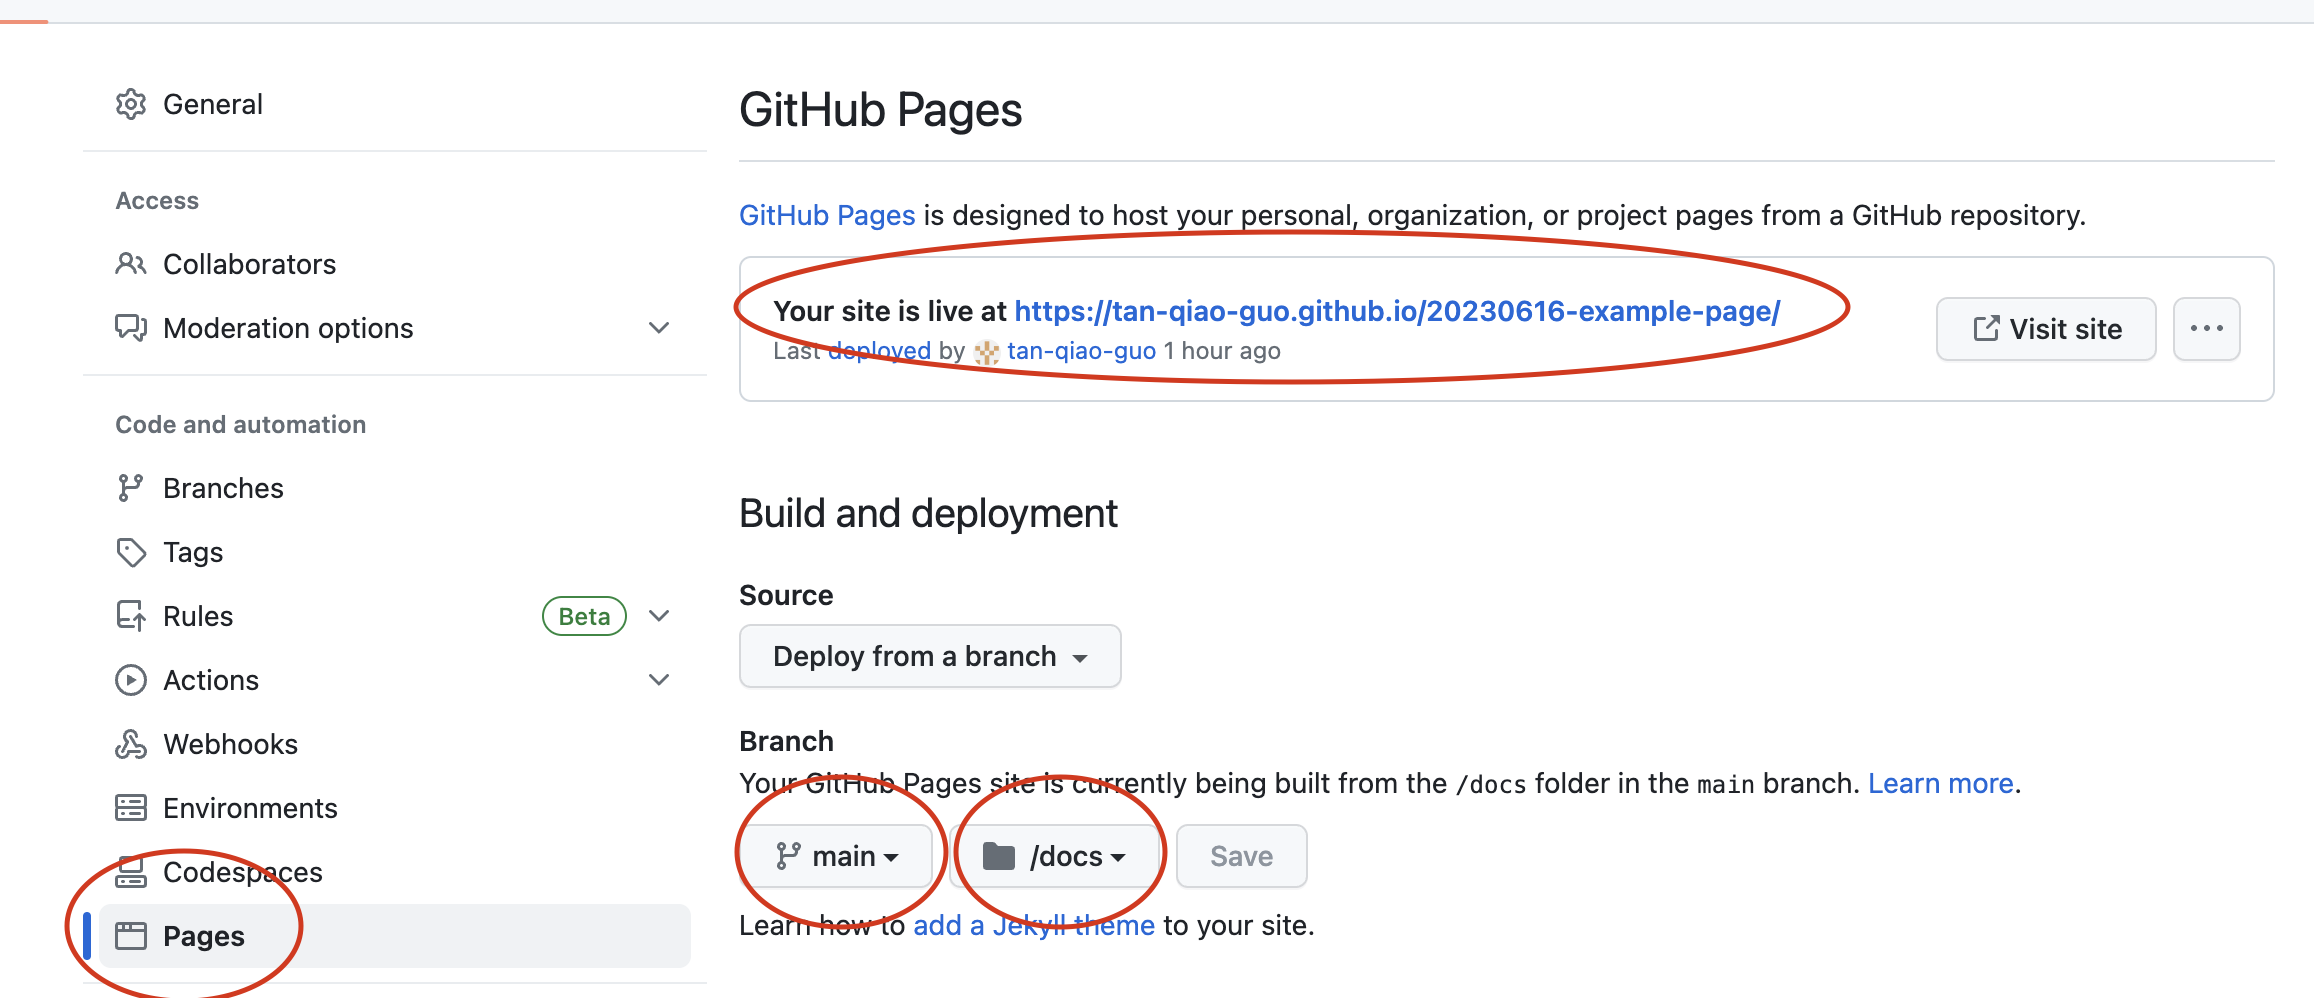 General
Access
Collaborators
Moderation options
Code and automation
Branches
Tags
Rules Beta
Actions
Webhooks
Environments
Codespaces
Pages
GitHub Pages
GitHub Pages is designed to host your personal, organization, or project pages from a GitHub repository.
Your site is live at https://tan-qiao-guo.github.io/20230616-example-page/
Last deployed by tan-qiao-guo 1 hour ago
Visit site
Build and deployment
Source
Deploy from a branch
Branch
Your GitHub Pages site is currently being built from the /docs folder in the main branch. Learn more.
main /docs Save
Learn how to add a Jekyll theme to your site.